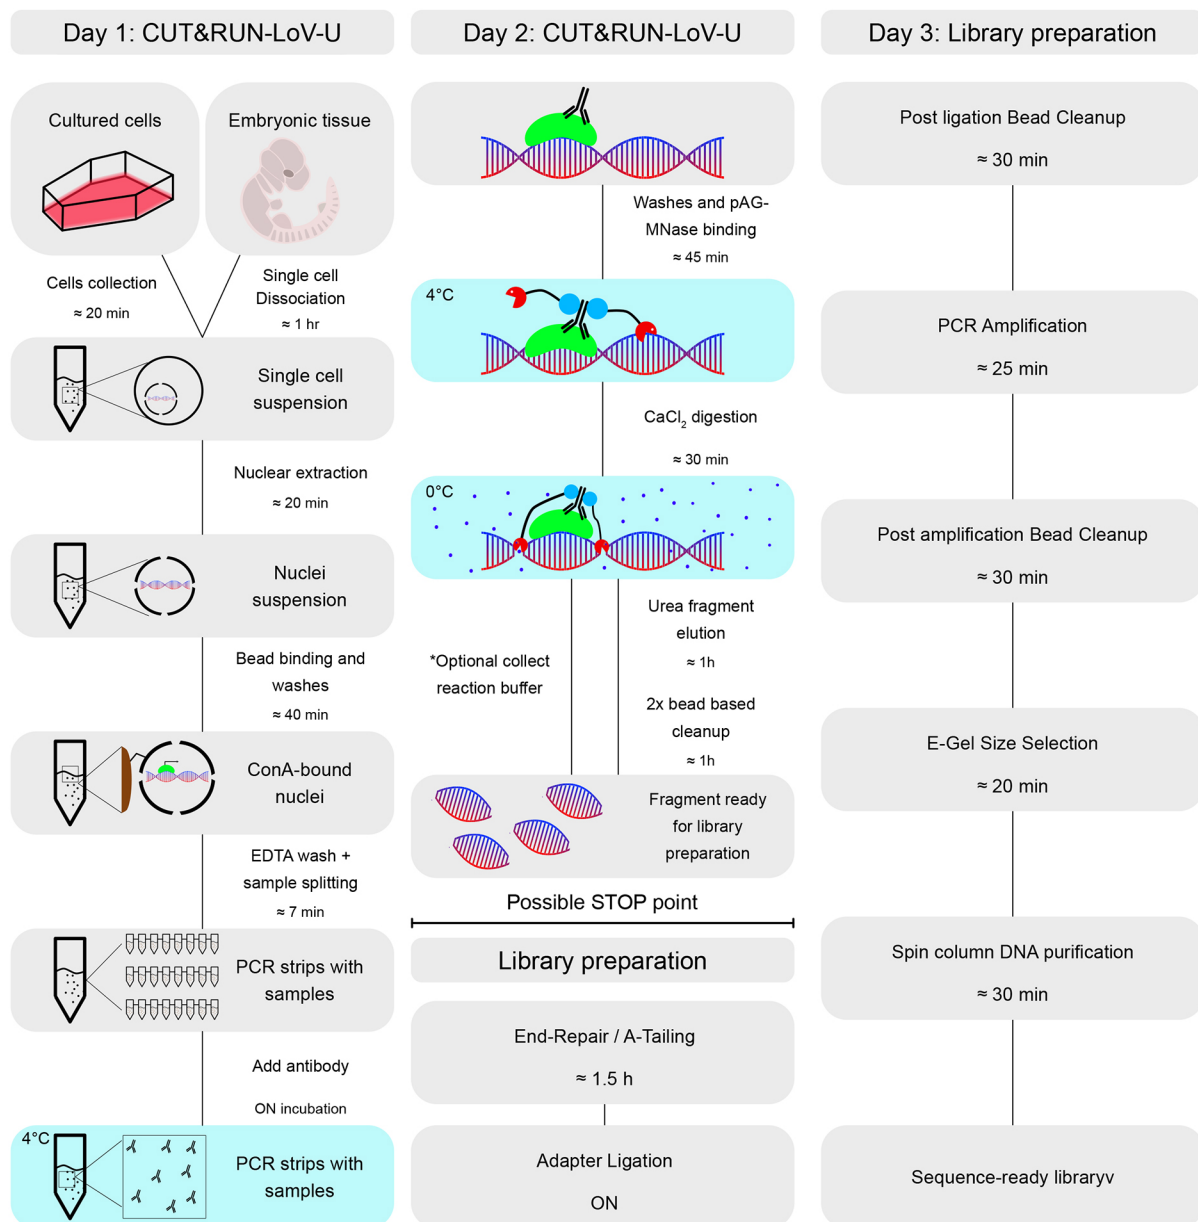 Day 1: CUT&RUN-LoV-U
Cultured cells
Embryonic tissue
Cells collection
≈ 20 min
Single cell
Dissociation
≈ 1 hr
Single cell
suspension
Nuclear extraction
≈ 20 min
Nuclei
suspension
Bead binding and
washes
≈ 40 min
ConA-bound
nuclei
EDTA wash +
sample splitting
≈ 7 min
PCR strips with
samples
Add antibody
ON incubation
4°C
PCR strips with
samples
Day 2: CUT&RUN-LoV-U
Washes and pAG-
MNase binding
≈ 45 min
4°C
CaCl₂ digestion
≈ 30 min
0°C
*Optional collect
reaction buffer
Urea fragment
elution
≈ 1h
2x bead based
cleanup
≈ 1h
Fragment ready
for library
preparation
Possible STOP point
Library preparation
End-Repair / A-Tailing
≈ 1.5 h
Adapter Ligation
ON
Day 3: Library preparation
Post ligation Bead Cleanup
≈ 30 min
PCR Amplification
≈ 25 min
Post amplification Bead Cleanup
≈ 30 min
E-Gel Size Selection
≈ 20 min
Spin column DNA purification
≈ 30 min
Sequence-ready libraryv